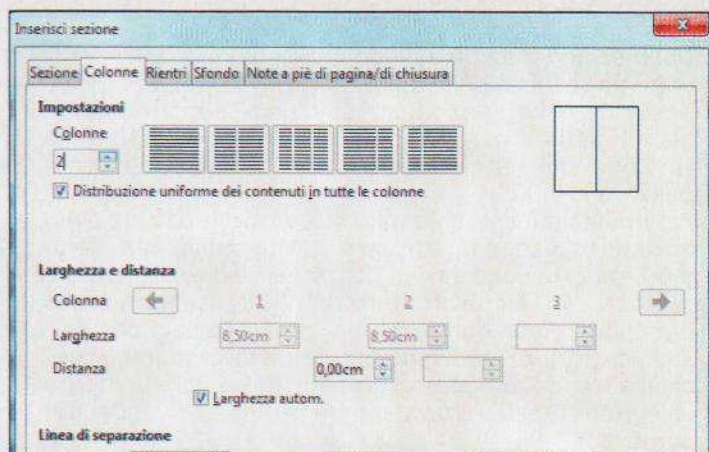 Inserisci sezione
Sezione Colonne Rientri Sfondo Note a piè di pagina/di chiusura
Impostazioni
Colonne
2
Distribuzione uniforme dei contenuti in tutte le colonne
Larghezza e distanza
Colonna 1 2 3
Larghezza 8,50cm 8,50cm
Distanza 0,00cm
Larghezza autom.
Linea di separazione